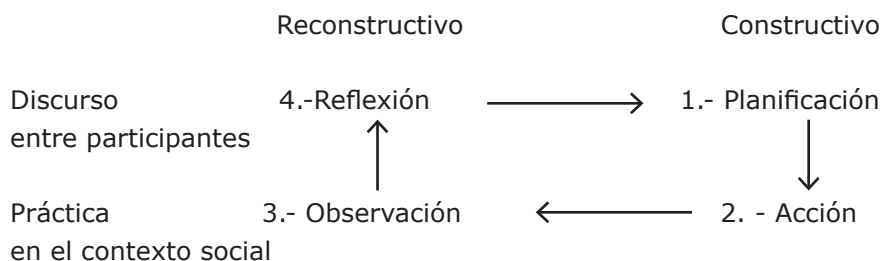 Reconstructivo Constructivo
Discurso 4.-Reflexión 1.- Planificación
entre participantes
Práctica 3.- Observación 2. - Acción
en el contexto social